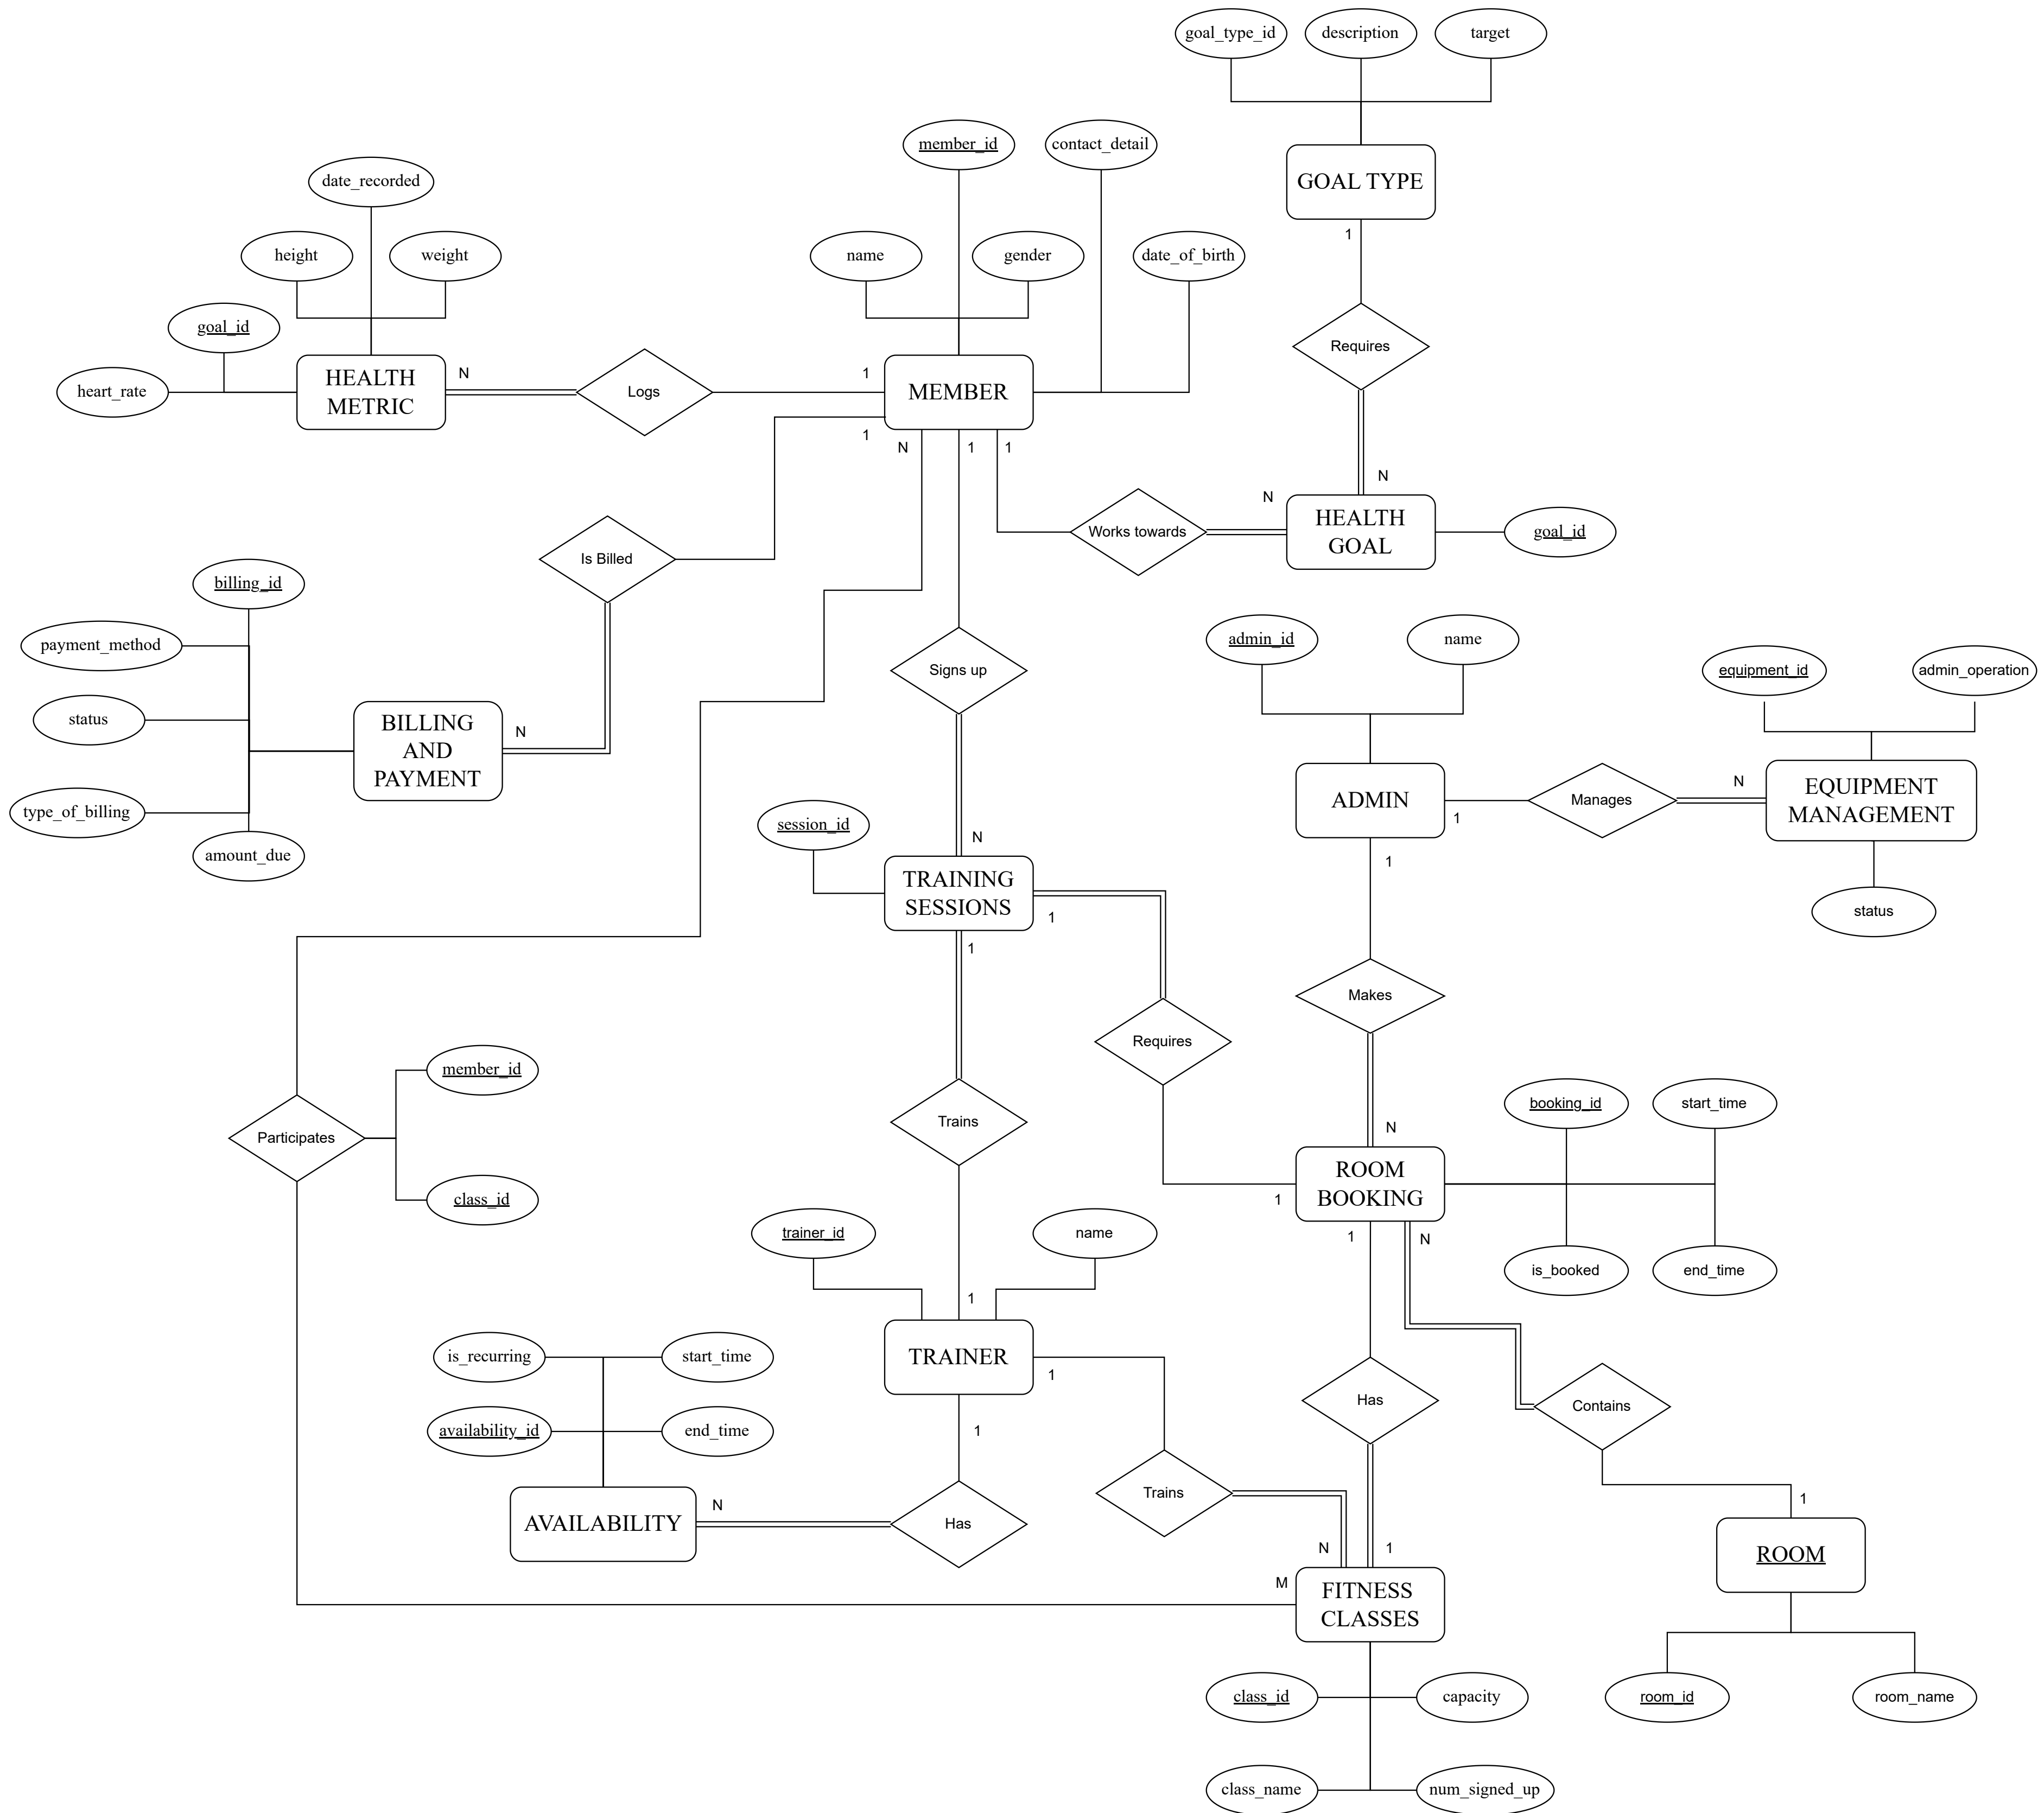 goal_type_id
description
target
member_id
contact_detail
GOAL TYPE
date_recorded
1
height
weight
name
gender
date_of_birth
goal_id
Requires
heart_rate
HEALTH
METRIC
N
Logs
1
MEMBER
1
N
1
1
N
N
Works towards
HEALTH
GOAL
goal_id
Is Billed
billing_id
payment_method
status
type_of_billing
amount_due
BILLING
AND
PAYMENT
N
Signs up
admin_id
name
equipment_id
admin_operation
ADMIN
1
Manages
N
EQUIPMENT
MANAGEMENT
status
1
session_id
N
TRAINING
SESSIONS
1
1
Makes
Requires
N
member_id
Participates
class_id
Trains
booking_id
start_time
ROOM
BOOKING
1
is_booked
end_time
1
N
trainer_id
name
1
TRAINER
1
1
is_recurring
start_time
availability_id
end_time
Has
Contains
AVAILABILITY
N
Has
Trains
N
1
1
ROOM
M
FITNESS
CLASSES
class_id
capacity
room_id
room_name
class_name
num_signed_up